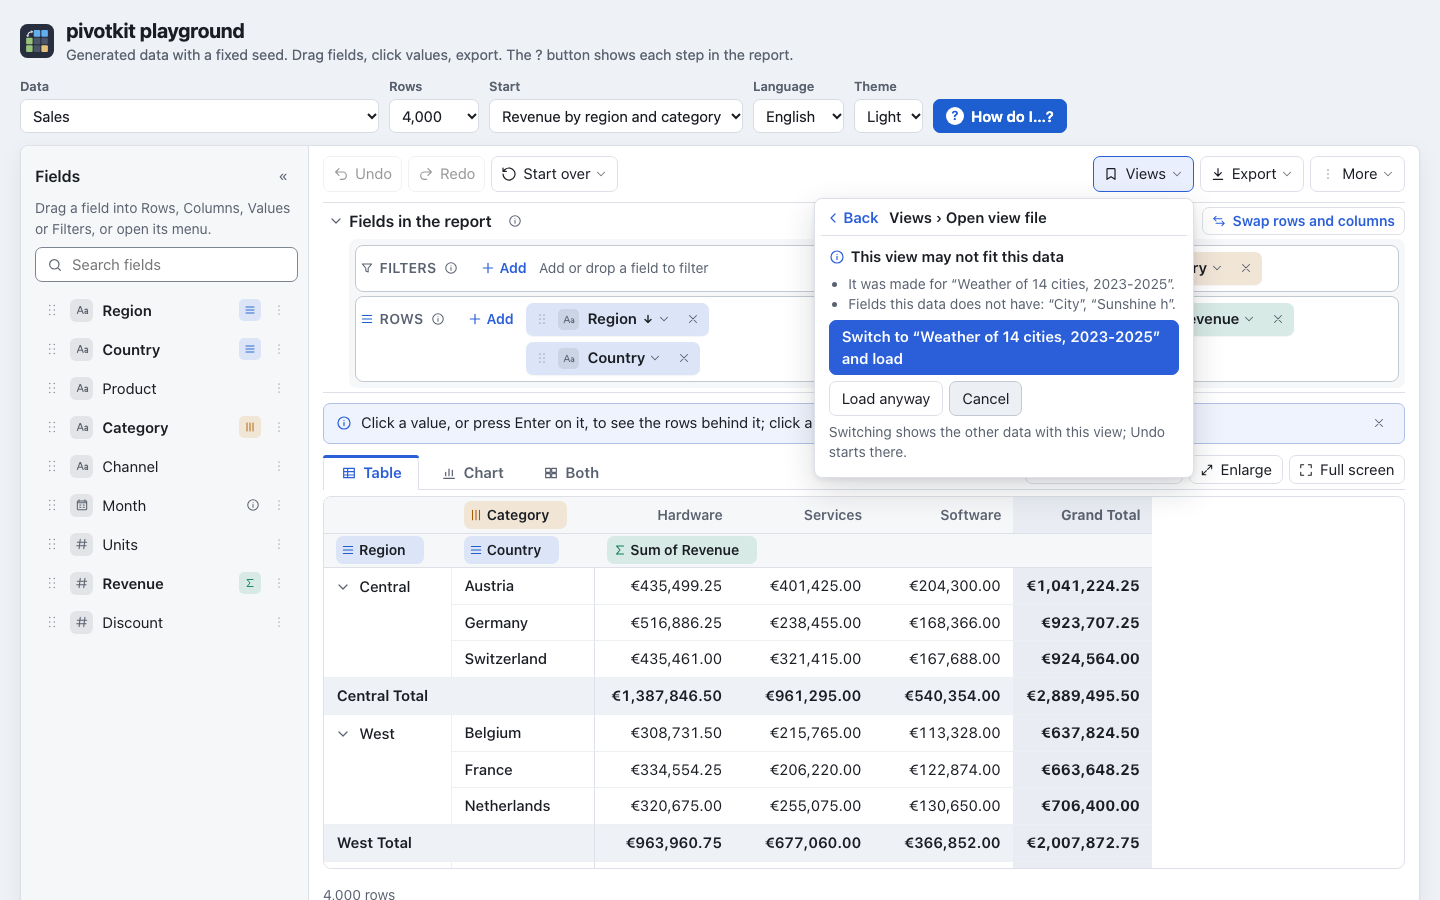 pivotkit playground
Generated data with a fixed seed. Drag fields, click values, export. The ? button shows each step in the report.
Data
Rows
Start
Language
Theme
Sales
4,000
Revenue by region and category
English
Light
? How do I...?
Fields
«
Drag a field into Rows, Columns, Values
or Filters, or open its menu.
Search fields
Aa Region
Aa Country
Aa Product
Aa Category
Aa Channel
Month
# Units
# Revenue Σ
# Discount
Undo
Redo
Start over
Views
Export
More
Fields in the report
Swap rows and columns
FILTERS
+ Add
Add or drop a field to filter
ry
ROWS
+ Add
Aa Region ↓
Aa Country
evenue
Back
Views › Open view file
This view may not fit this data
• It was made for “Weather of 14 cities, 2023-2025”.
• Fields this data does not have: “City”, “Sunshine h”.
Switch to “Weather of 14 cities, 2023-2025”
and load
Load anyway
Cancel
Switching shows the other data with this view; Undo
starts there.
Click a value, or press Enter on it, to see the rows behind it; click a
Table
Chart
Both
Enlarge
Full screen
Category Hardware Services Software Grand Total
Region Country Σ Sum of Revenue
Central Austria €435,499.25 €401,425.00 €204,300.00 €1,041,224.25
Germany €516,886.25 €238,455.00 €168,366.00 €923,707.25
Switzerland €435,461.00 €321,415.00 €167,688.00 €924,564.00
Central Total €1,387,846.50 €961,295.00 €540,354.00 €2,889,495.50
West Belgium €308,731.50 €215,765.00 €113,328.00 €637,824.50
France €334,554.25 €206,220.00 €122,874.00 €663,648.25
Netherlands €320,675.00 €255,075.00 €130,650.00 €706,400.00
West Total €963,960.75 €677,060.00 €366,852.00 €2,007,872.75
4,000 rows